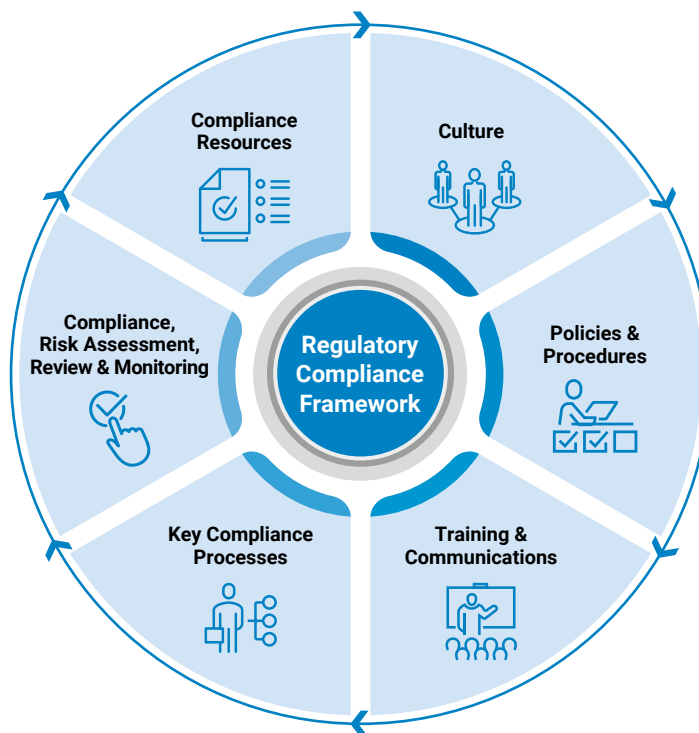 Compliance
Resources
Culture
Compliance,
Risk Assessment,
Review & Monitoring
Regulatory
Compliance
Framework
Policies &
Procedures
Key Compliance
Processes
Training &
Communications